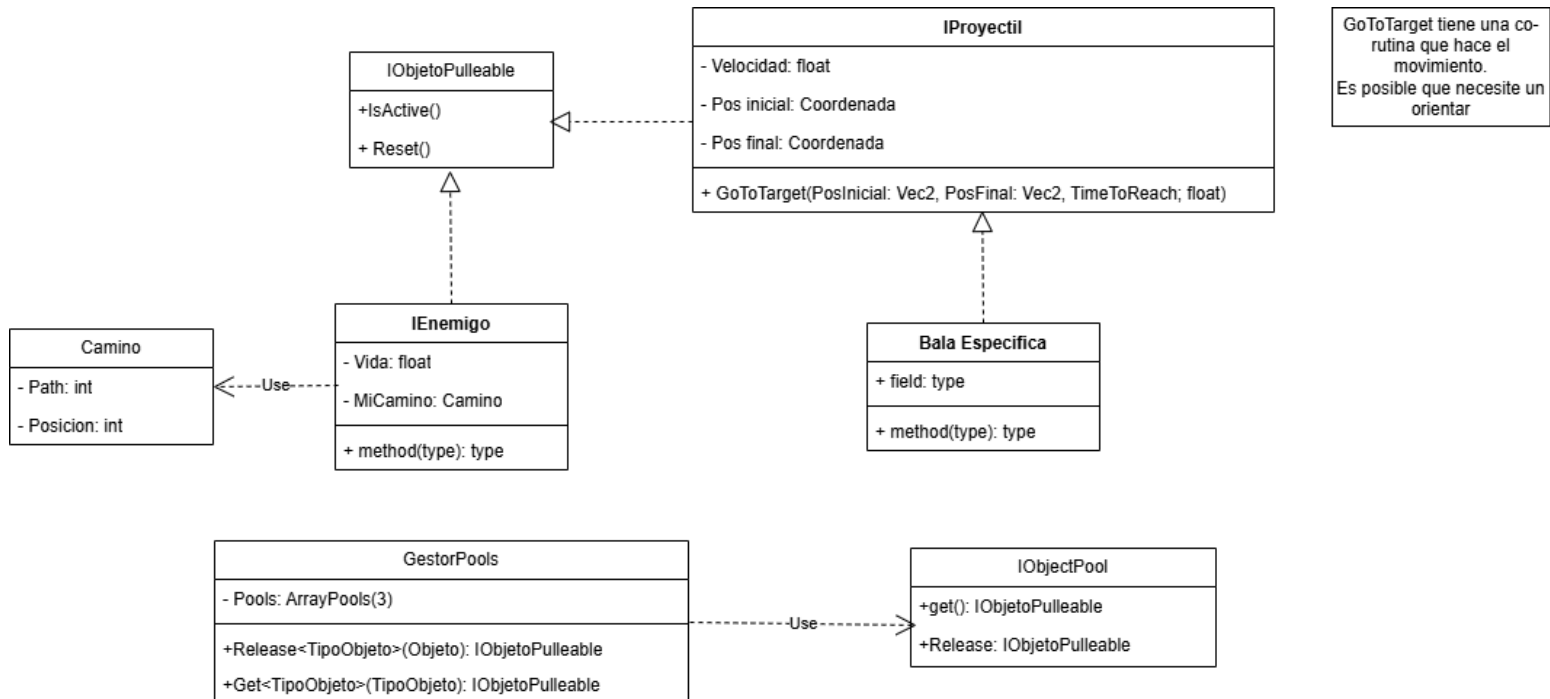 IObjetoPulleable
+IsActive()
+ Reset()
IProyectil
- Velocidad: float
- Pos inicial: Coordenada
- Pos final: Coordenada
+ GoToTarget(PosInicial: Vec2, PosFinal: Vec2, TimeToReach; float)
GoToTarget tiene una co-
rutina que hace el
movimiento.
Es posible que necesite un
orientar
Camino
- Path: int
- Posicion: int
Use
IEnemigo
- Vida: float
- MiCamino: Camino
+ method(type): type
Bala Especifica
+ field: type
+ method(type): type
GestorPools
- Pools: ArrayPools(3)
+Release<TipoObjeto>(Objeto): IObjetoPulleable
+Get<TipoObjeto>(TipoObjeto): IObjetoPulleable
Use
IObjectPool
+get(): IObjetoPulleable
+Release: IObjetoPulleable